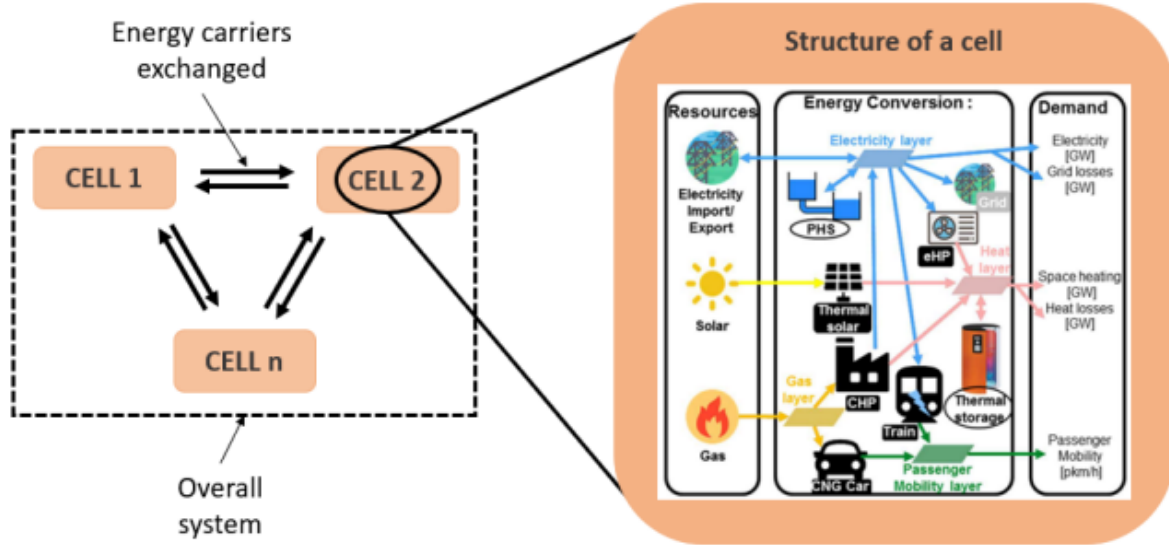 Energy carriers
exchanged
CELL 1
CELL 2
CELL n
Overall
system
Structure of a cell
Resources
Electricity
Import/
Export
Solar
Gas
Energy Conversion :
Electricity layer
PHS
Grid
eHP
Heat
layer
Thermal
solar
Gas
layer
CHP
Train
Thermal
storage
CNG Car
Passenger
Mobility layer
Demand
Electricity
[GW]
Grid losses
[GW]
Space heating
[GW]
Heat losses
[GW]
Passenger
Mobility
[pkm/h]